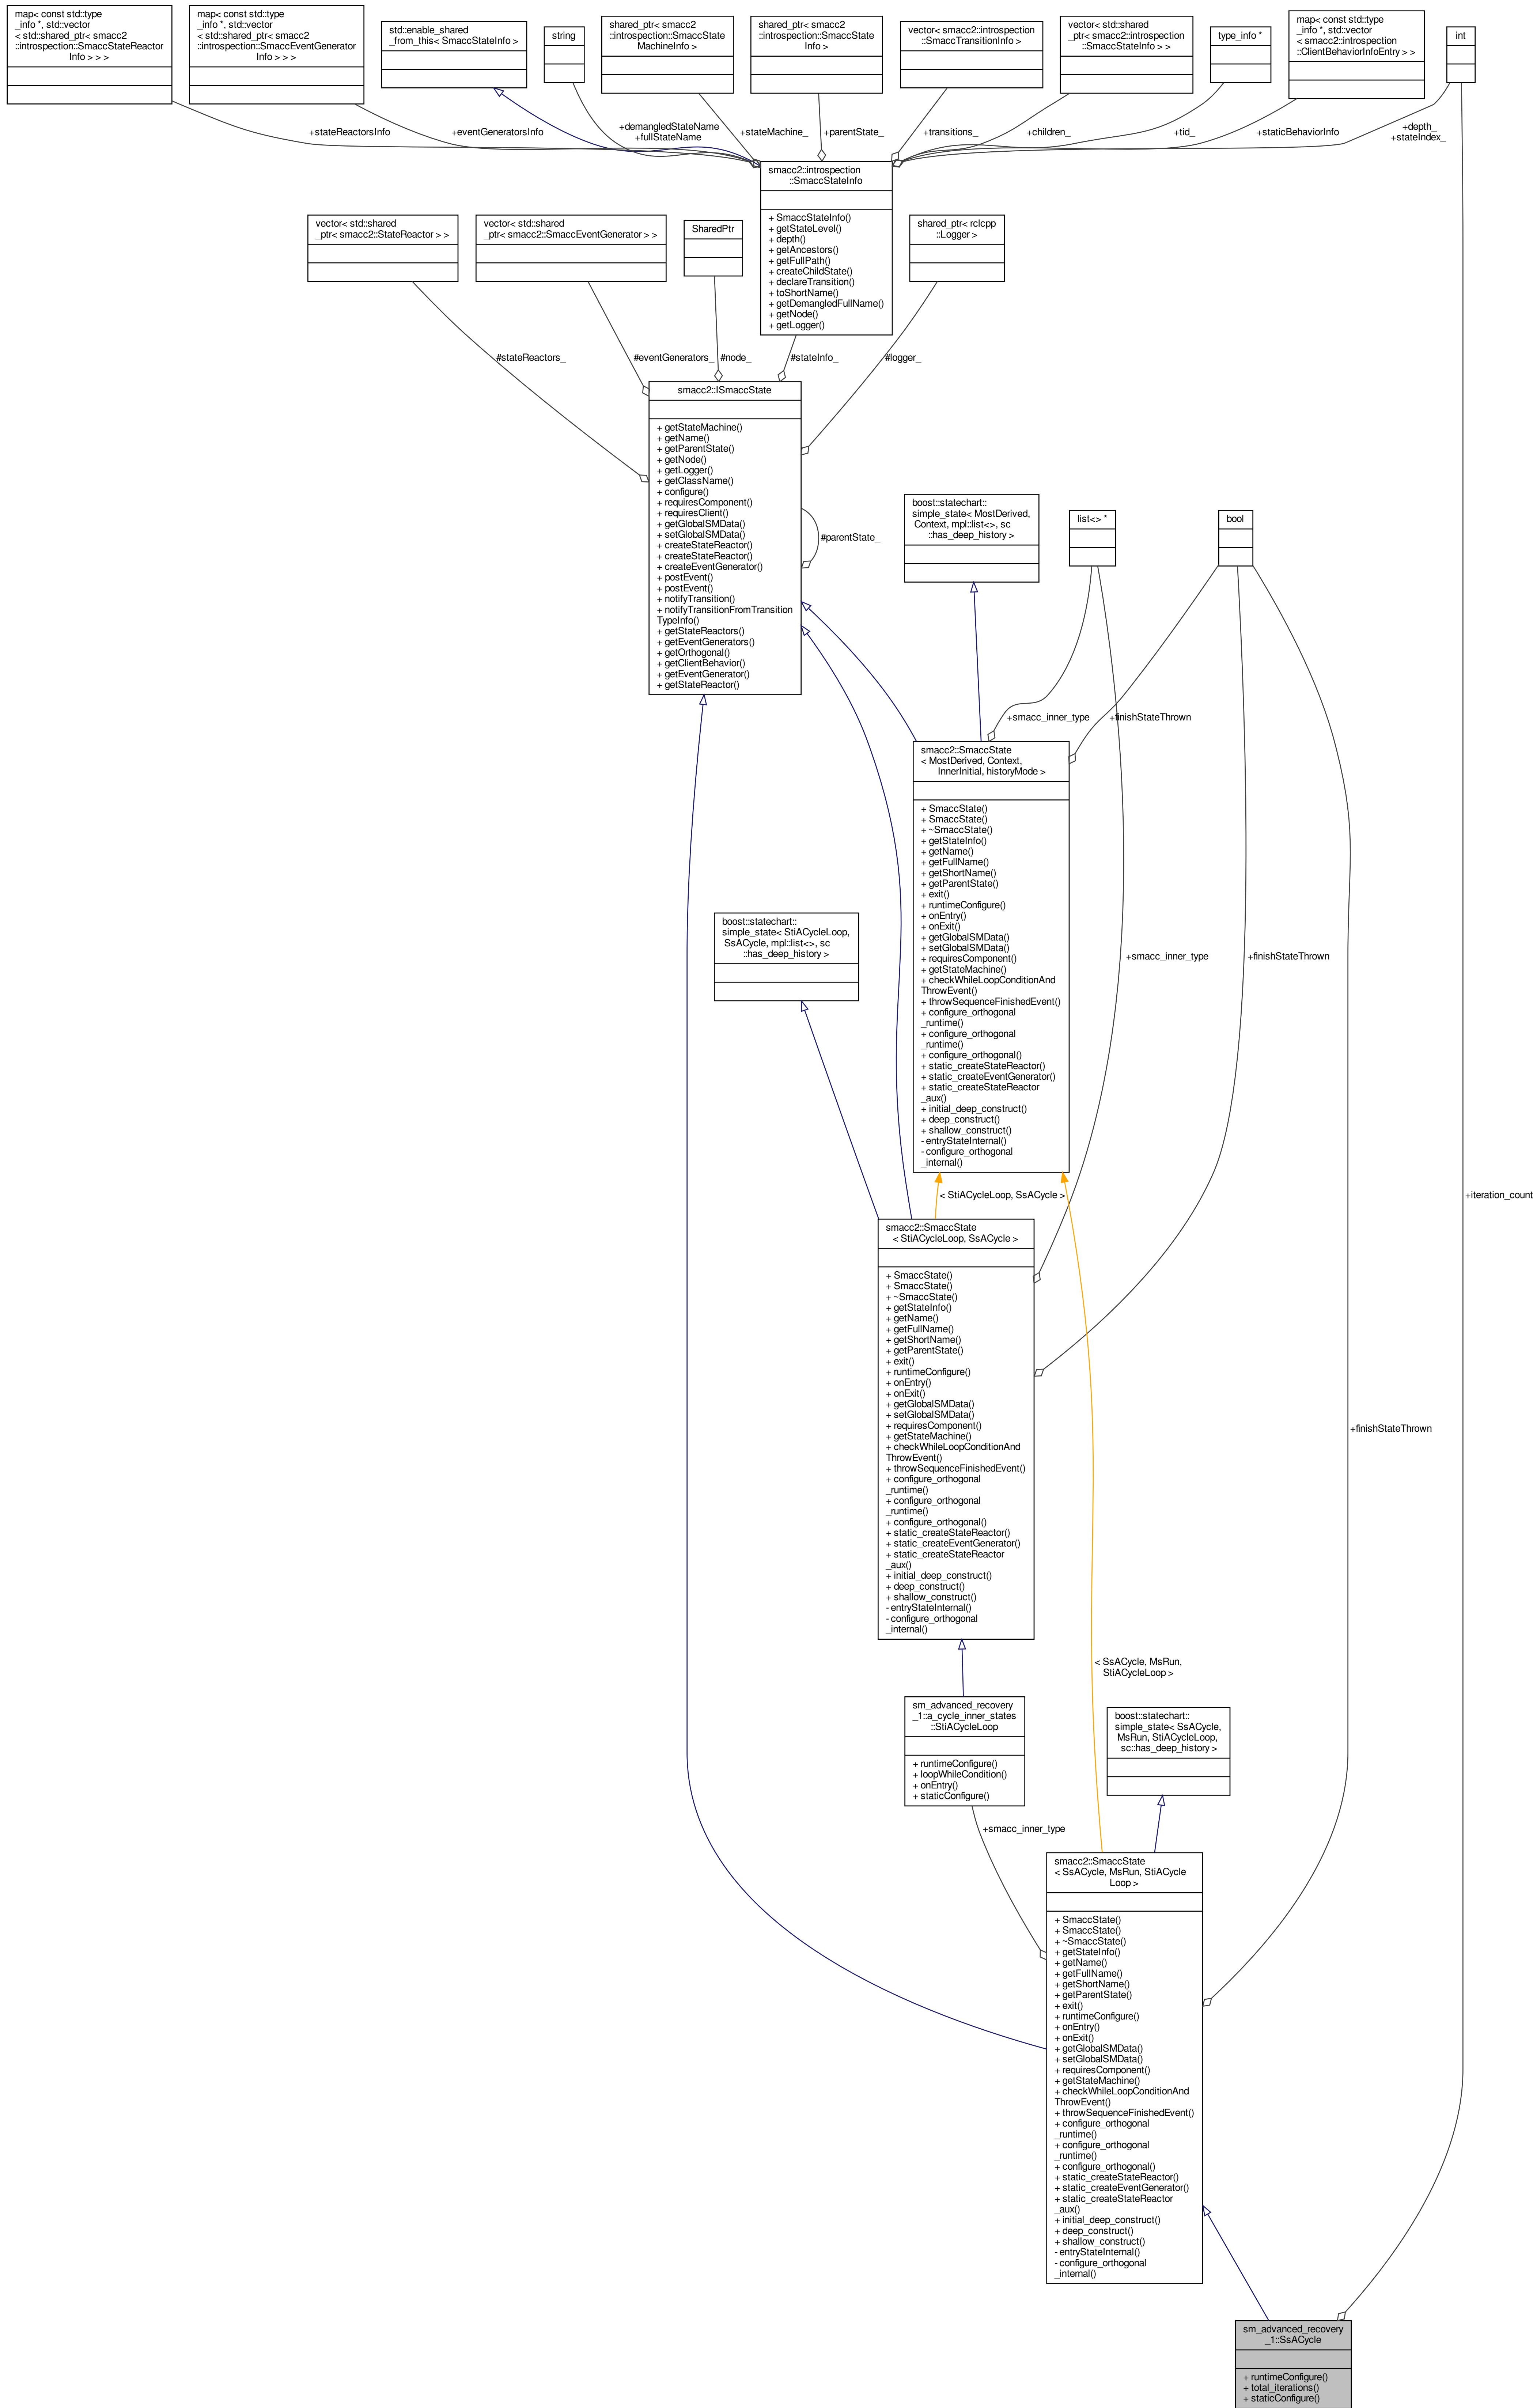 map< const std::type
_info *, std::vector
< std::shared_ptr< smacc2
::introspection::SmaccStateReactor
Info > > >
map< const std::type
_info *, std::vector
< std::shared_ptr< smacc2
::introspection::SmaccEventGenerator
Info > > >
std::enable_shared
_from_this< SmaccStateInfo >
string
shared_ptr< smacc2
::introspection::SmaccState
MachineInfo >
shared_ptr< smacc2
::introspection::SmaccState
Info >
vector< smacc2::introspection
::SmaccTransitionInfo >
vector< std::shared
_ptr< smacc2::introspection
::SmaccStateInfo > >
type_info *
map< const std::type
_info *, std::vector
< smacc2::introspection
::ClientBehaviorInfoEntry > >
int
+stateReactorsInfo
+eventGeneratorsInfo
+demangledStateName
+fullStateName
+stateMachine_
+parentState_
+transitions_
+children_
+tid_
+staticBehaviorInfo
+depth_
+stateIndex_
smacc2::introspection
::SmaccStateInfo
+ SmaccStateInfo()
+ getStateLevel()
+ depth()
+ getAncestors()
+ getFullPath()
+ createChildState()
+ declareTransition()
+ toShortName()
+ getDemangledFullName()
+ getNode()
+ getLogger()
vector< std::shared
_ptr< smacc2::StateReactor > >
vector< std::shared
_ptr< smacc2::SmaccEventGenerator > >
SharedPtr
shared_ptr< rclcpp
::Logger >
#stateReactors_
#eventGenerators_
#node_
#stateInfo_
#logger_
smacc2::ISmaccState
+ getStateMachine()
+ getName()
+ getParentState()
+ getNode()
+ getLogger()
+ getClassName()
+ configure()
+ requiresComponent()
+ requiresClient()
+ getGlobalSMData()
+ setGlobalSMData()
+ createStateReactor()
+ createStateReactor()
+ createEventGenerator()
+ postEvent()
+ postEvent()
+ notifyTransition()
+ notifyTransitionFromTransition
TypeInfo()
+ getStateReactors()
+ getEventGenerators()
+ getOrthogonal()
+ getClientBehavior()
+ getEventGenerator()
+ getStateReactor()
#parentState_
boost::statechart::
simple_state< MostDerived,
Context, mpl::list<>, sc
::has_deep_history >
list<> *
bool
+smacc_inner_type
+finishStateThrown
smacc2::SmaccState
< MostDerived, Context,
InnerInitial, historyMode >
+ SmaccState()
+ SmaccState()
+ ~SmaccState()
+ getStateInfo()
+ getName()
+ getFullName()
+ getShortName()
+ getParentState()
+ exit()
+ runtimeConfigure()
+ onEntry()
+ onExit()
+ getGlobalSMData()
+ setGlobalSMData()
+ requiresComponent()
+ getStateMachine()
+ checkWhileLoopConditionAnd
ThrowEvent()
+ throwSequenceFinishedEvent()
+ configure_orthogonal
_runtime()
+ configure_orthogonal
_runtime()
+ configure_orthogonal()
+ static_createStateReactor()
+ static_createEventGenerator()
+ static_createStateReactor
_aux()
+ initial_deep_construct()
+ deep_construct()
+ shallow_construct()
- entryStateInternal()
- configure_orthogonal
_internal()
boost::statechart::
simple_state< StiACycleLoop,
SsACycle, mpl::list<>, sc
::has_deep_history >
+smacc_inner_type
+finishStateThrown
< StiACycleLoop, SsACycle >
+iteration_count
smacc2::SmaccState
< StiACycleLoop, SsACycle >
+ SmaccState()
+ SmaccState()
+ ~SmaccState()
+ getStateInfo()
+ getName()
+ getFullName()
+ getShortName()
+ getParentState()
+ exit()
+ runtimeConfigure()
+ onEntry()
+ onExit()
+ getGlobalSMData()
+ setGlobalSMData()
+ requiresComponent()
+ getStateMachine()
+ checkWhileLoopConditionAnd
ThrowEvent()
+ throwSequenceFinishedEvent()
+ configure_orthogonal
_runtime()
+ configure_orthogonal
_runtime()
+ configure_orthogonal()
+ static_createStateReactor()
+ static_createEventGenerator()
+ static_createStateReactor
_aux()
+ initial_deep_construct()
+ deep_construct()
+ shallow_construct()
- entryStateInternal()
- configure_orthogonal
_internal()
+finishStateThrown
< SsACycle, MsRun,
StiACycleLoop >
sm_advanced_recovery
_1::a_cycle_inner_states
::StiACycleLoop
+ runtimeConfigure()
+ loopWhileCondition()
+ onEntry()
+ staticConfigure()
boost::statechart::
simple_state< SsACycle,
MsRun, StiACycleLoop,
sc::has_deep_history >
+smacc_inner_type
smacc2::SmaccState
< SsACycle, MsRun, StiACycle
Loop >
+ SmaccState()
+ SmaccState()
+ ~SmaccState()
+ getStateInfo()
+ getName()
+ getFullName()
+ getShortName()
+ getParentState()
+ exit()
+ runtimeConfigure()
+ onEntry()
+ onExit()
+ getGlobalSMData()
+ setGlobalSMData()
+ requiresComponent()
+ getStateMachine()
+ checkWhileLoopConditionAnd
ThrowEvent()
+ throwSequenceFinishedEvent()
+ configure_orthogonal
_runtime()
+ configure_orthogonal
_runtime()
+ configure_orthogonal()
+ static_createStateReactor()
+ static_createEventGenerator()
+ static_createStateReactor
_aux()
+ initial_deep_construct()
+ deep_construct()
+ shallow_construct()
- entryStateInternal()
- configure_orthogonal
_internal()
sm_advanced_recovery
_1::SsACycle
+ runtimeConfigure()
+ total_iterations()
+ staticConfigure()